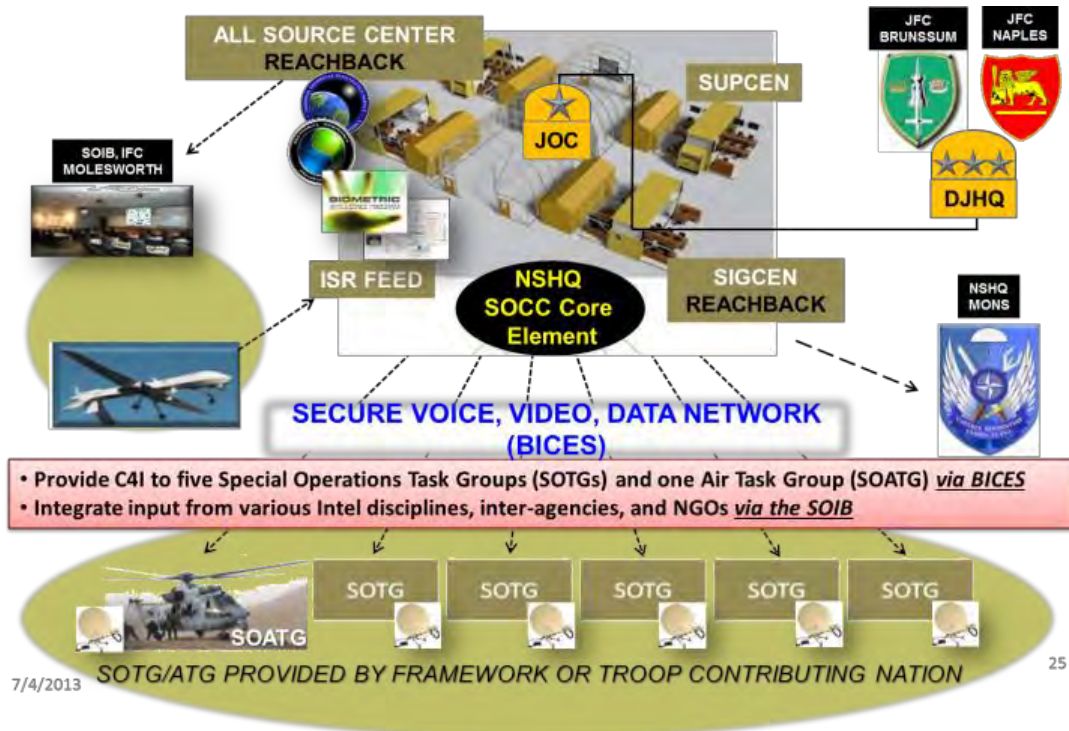 ALL SOURCE CENTER
REACHBACK
JFC
BRUNSSUM
JFC
NAPLES
SUPCEN
JOC
SOIB, IFC
MOLESWORTH
DJHQ
BIOMETRIC
ISR FEED
NSHQ
SOCC Core
Element
SIGCEN
REACHBACK
NSHQ
MONS
SECURE VOICE, VIDEO, DATA NETWORK
(BICES)
• Provide C4I to five Special Operations Task Groups (SOTGs) and one Air Task Group (SOATG) via BICES
• Integrate input from various Intel disciplines, inter-agencies, and NGOs via the SOIB
SOATG
SOTG
SOTG
SOTG
SOTG
SOTG
SOTG/ATG PROVIDED BY FRAMEWORK OR TROOP CONTRIBUTING NATION
7/4/2013
25